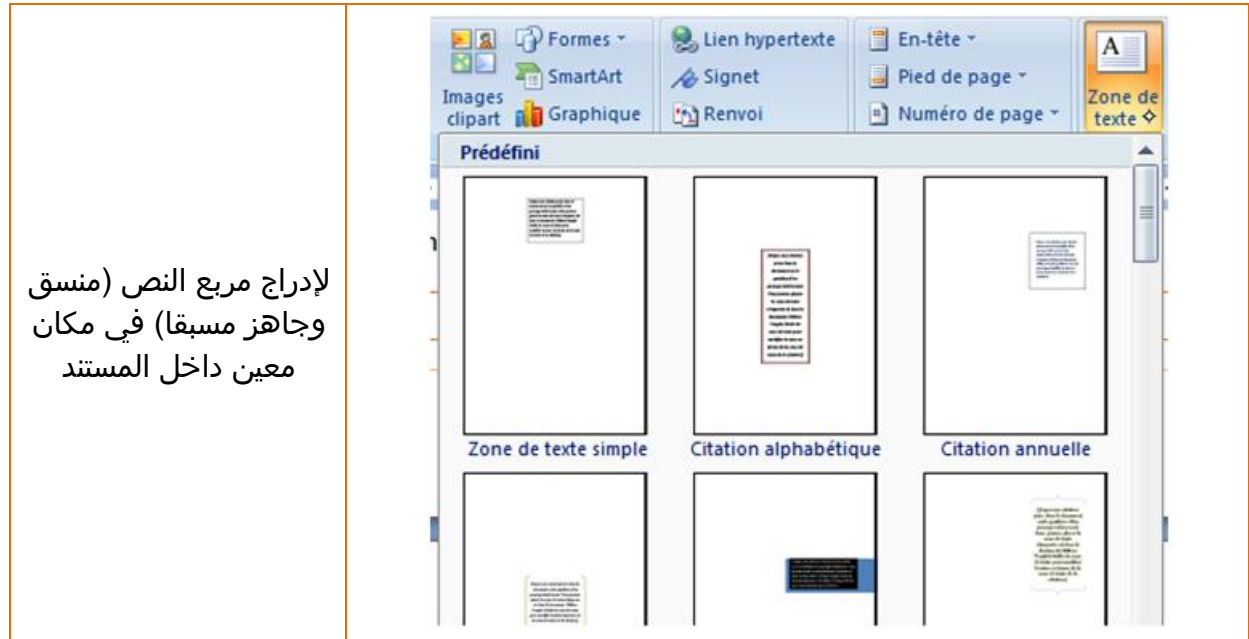 لإدراج مربع النص (منسق
وجاهز مسبقا) في مكان
معين داخل المستند
Formes
SmartArt
Images
clipart
Graphique
Lien hypertexte
Signet
Renvoi
En-tête
Pied de page
Numéro de page
A
Zone de
texte
Prédéfini
Zone de texte simple
Citation alphabétique
Citation annuelle